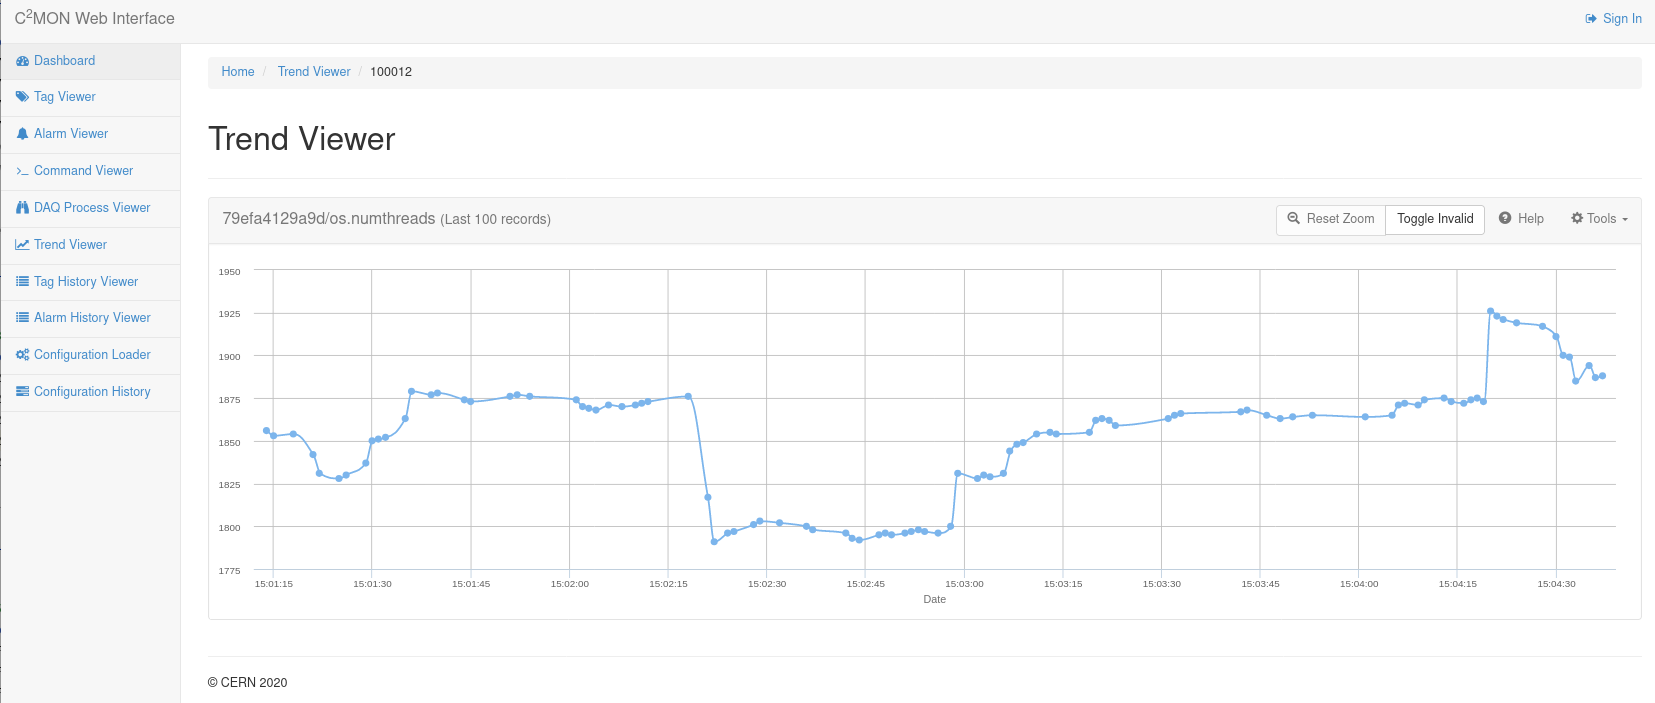 C²MON Web Interface
Sign In
Dashboard
Tag Viewer
Alarm Viewer
Command Viewer
DAQ Process Viewer
Trend Viewer
Tag History Viewer
Alarm History Viewer
Configuration Loader
Configuration History
Home / Trend Viewer / 100012
Trend Viewer
79efa4129a9d/os.numthreads (Last 100 records)
Reset Zoom Toggle Invalid Help Tools
1950
1925
1900
1875
1850
1825
1800
1775
15:01:15 15:01:30 15:01:45 15:02:00 15:02:15 15:02:30 15:02:45 15:03:00 15:03:15 15:03:30 15:03:45 15:04:00 15:04:15 15:04:30
Date
© CERN 2020